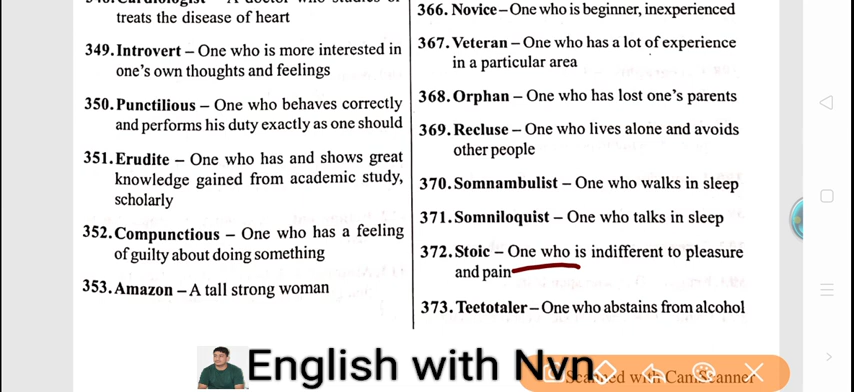 treats the disease of heart
349. Introvert – One who is more interested in
one's own thoughts and feelings
350. Punctilious – One who behaves correctly
and performs his duty exactly as one should
351. Erudite – One who has and shows great
knowledge gained from academic study,
scholarly
352. Compunctious – One who has a feeling
of guilty about doing something
353. Amazon – A tall strong woman
366. Novice – One who is beginner, inexperienced
367. Veteran – One who has a lot of experience
in a particular area
368. Orphan – One who has lost one's parents
369. Recluse – One who lives alone and avoids
other people
370. Somnambulist – One who walks in sleep
371. Somniloquist – One who talks in sleep
372. Stoic – One who is indifferent to pleasure
and pain
373. Teetotaler – One who abstains from alcohol
English with Nvn
Scanned with CamScanner